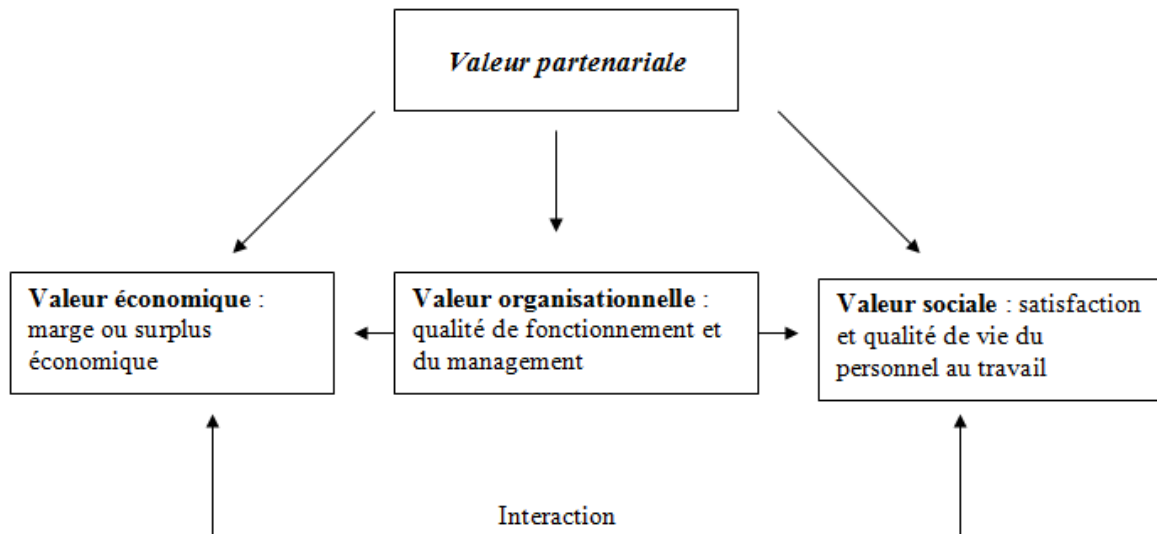 Valeur partenariale
Valeur économique :
marge ou surplus
économique
Valeur organisationnelle :
qualité de fonctionnement et
du management
Valeur sociale : satisfaction
et qualité de vie du
personnel au travail
Interaction